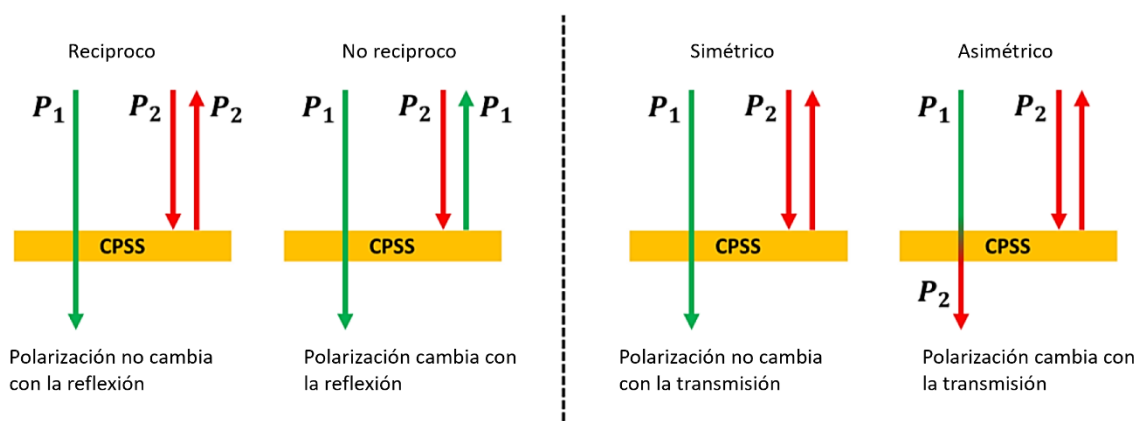 Reciproco
No reciproco
Simétrico
Asimétrico
P₁ P₂ P₂
P₁ P₂ P₁
P₁ P₂
P₁ P₂
CPSS
CPSS
CPSS
CPSS
P₂
Polarización no cambia
con la reflexión
Polarización cambia con
la reflexión
Polarización no cambia
con la transmisión
Polarización cambia con
la transmisión